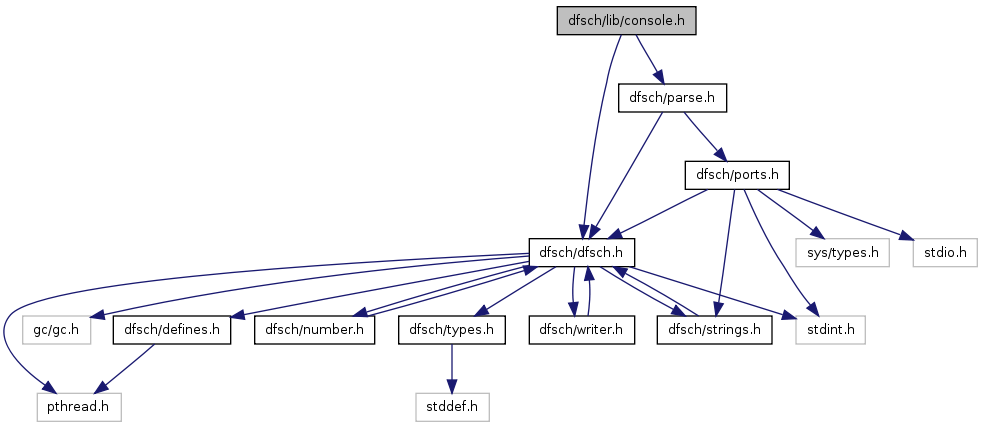 dfsch/lib/console.h
dfsch/parse.h
dfsch/ports.h
dfsch/dfsch.h
sys/types.h
stdio.h
gc/gc.h
dfsch/defines.h
dfsch/number.h
dfsch/types.h
dfsch/writer.h
dfsch/strings.h
stdint.h
pthread.h
stddef.h